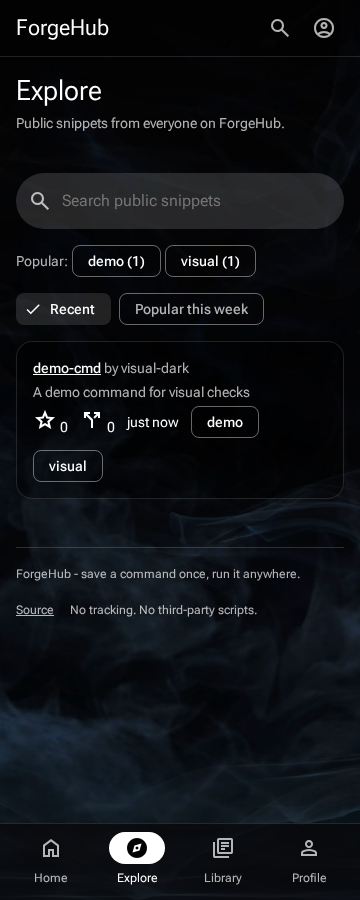 ForgeHub
Explore
Public snippets from everyone on ForgeHub.
Search public snippets
Popular: demo (1) visual (1)
Recent Popular this week
demo-cmd by visual-dark
A demo command for visual checks
0 0 just now demo
visual
ForgeHub - save a command once, run it anywhere.
Source No tracking. No third-party scripts.
Home Explore Library Profile